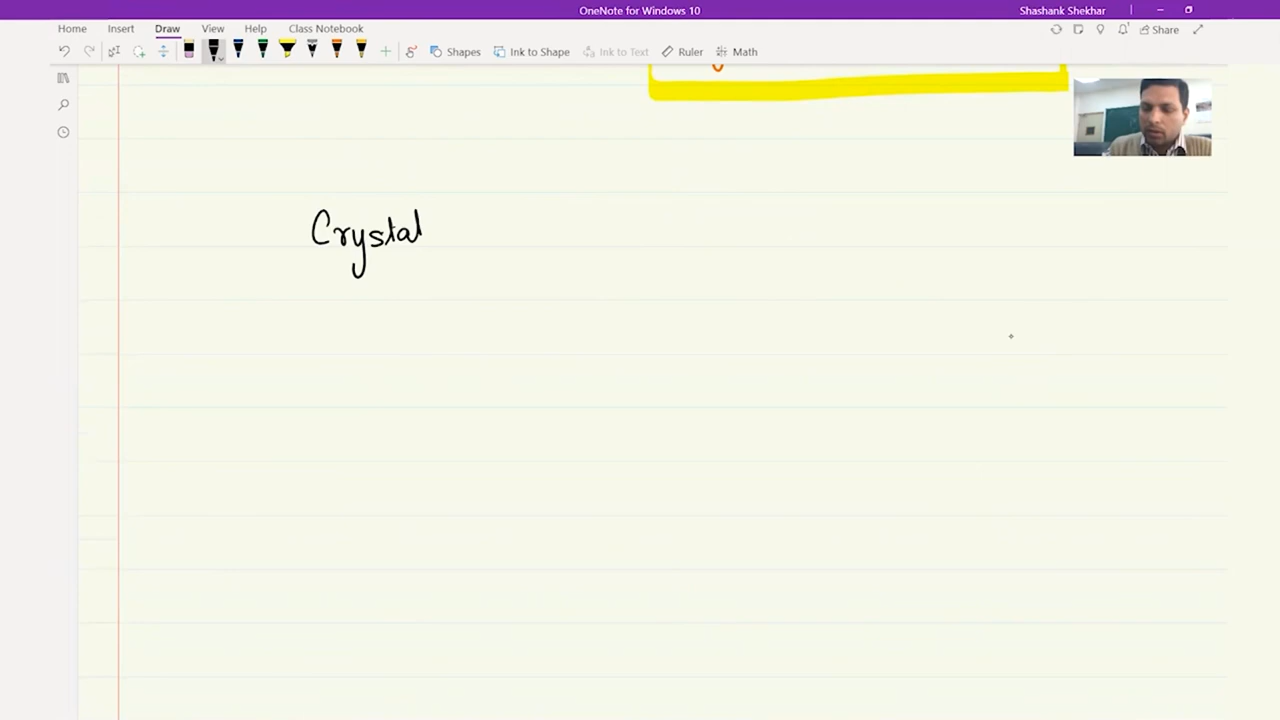 OneNote for Windows 10
Shashank Shekhar
Home Insert Draw View Help Class Notebook
Share
Shapes Ink to Shape Ink to Text Ruler Math
Crystal